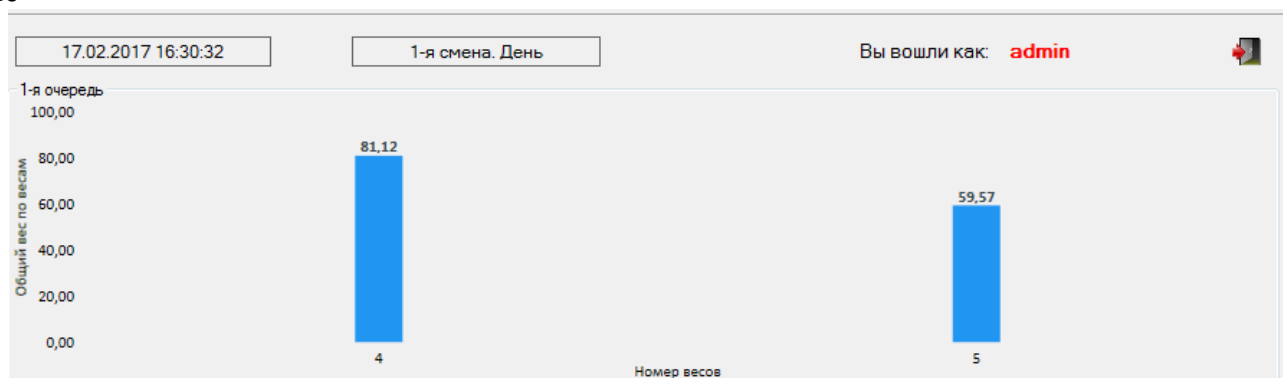 17.02.2017 16:30:32
1-я смена. День
Вы вошли как: admin
1-я очередь
100,00
80,00
60,00
40,00
20,00
0,00
Общий вес по весам
81,12
59,57
4
5
Номер весов